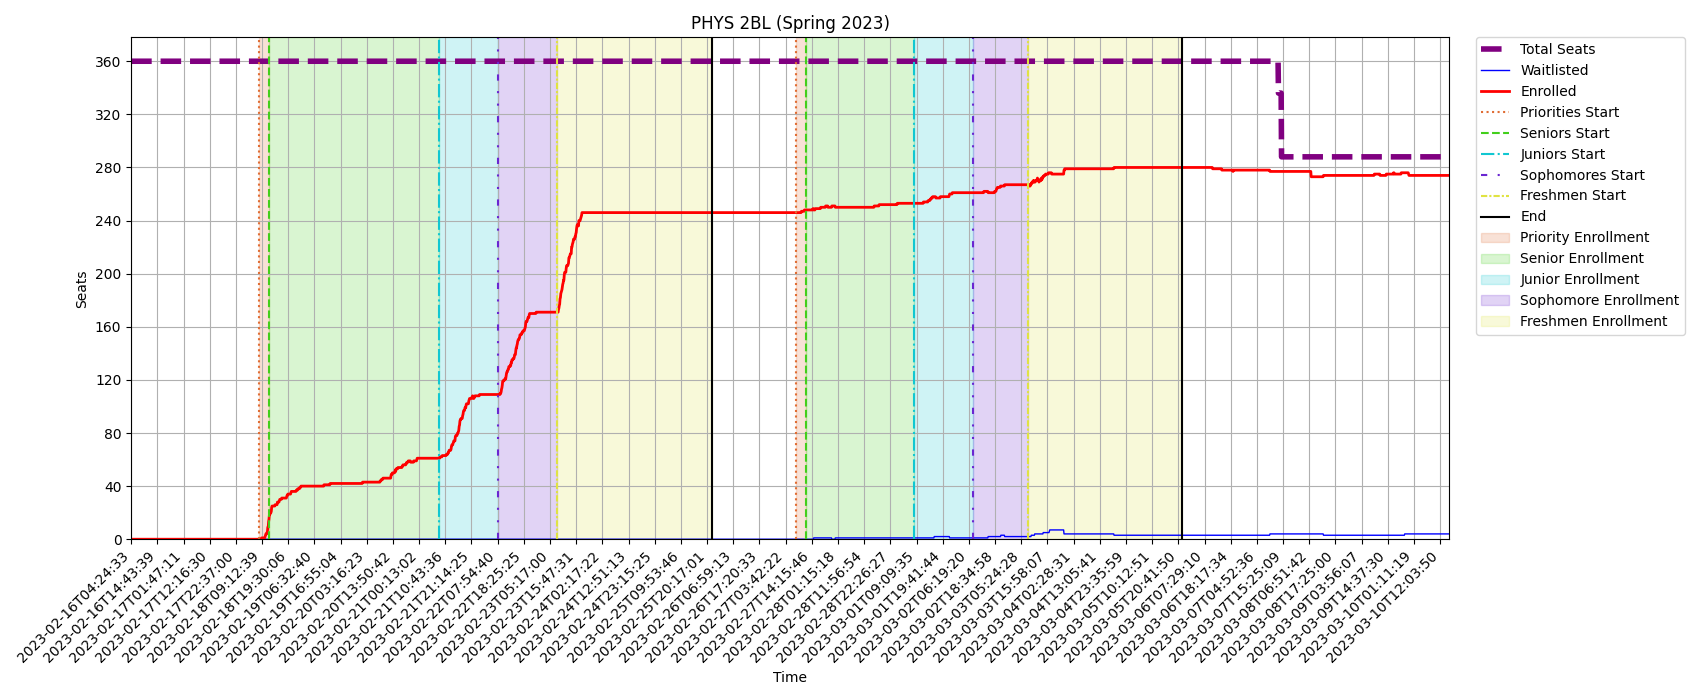 PHYS 2BL (Spring 2023)
Seats
360
320
280
240
200
160
120
80
40
0
2023-02-16T04:24:33
2023-02-16T14:43:39
2023-02-17T01:47:11
2023-02-17T12:16:30
2023-02-17T22:37:00
2023-02-18T09:12:39
2023-02-18T19:30:06
2023-02-19T06:32:40
2023-02-19T16:55:04
2023-02-20T03:16:23
2023-02-20T13:50:42
2023-02-21T00:13:02
2023-02-21T10:43:36
2023-02-21T21:14:25
2023-02-22T07:54:40
2023-02-22T18:25:25
2023-02-23T05:17:00
2023-02-23T15:47:31
2023-02-24T02:17:22
2023-02-24T12:51:13
2023-02-24T23:15:25
2023-02-25T09:53:46
2023-02-25T20:17:01
2023-02-26T06:59:13
2023-02-26T17:20:33
2023-02-27T03:42:22
2023-02-27T14:15:46
2023-02-28T01:15:18
2023-02-28T11:56:54
2023-02-28T22:26:27
2023-03-01T09:09:35
2023-03-01T19:41:44
2023-03-02T06:19:20
2023-03-02T18:34:58
2023-03-03T05:24:28
2023-03-03T15:58:07
2023-03-04T02:28:31
2023-03-04T13:05:41
2023-03-04T23:35:59
2023-03-05T10:12:51
2023-03-05T20:41:50
2023-03-06T07:29:10
2023-03-06T18:17:34
2023-03-07T04:52:36
2023-03-07T15:25:09
2023-03-08T06:51:42
2023-03-08T17:25:00
2023-03-09T03:56:07
2023-03-09T14:37:30
2023-03-10T01:11:19
2023-03-10T12:03:50
Time
Total Seats
Waitlisted
Enrolled
Priorities Start
Seniors Start
Juniors Start
Sophomores Start
Freshmen Start
End
Priority Enrollment
Senior Enrollment
Junior Enrollment
Sophomore Enrollment
Freshmen Enrollment